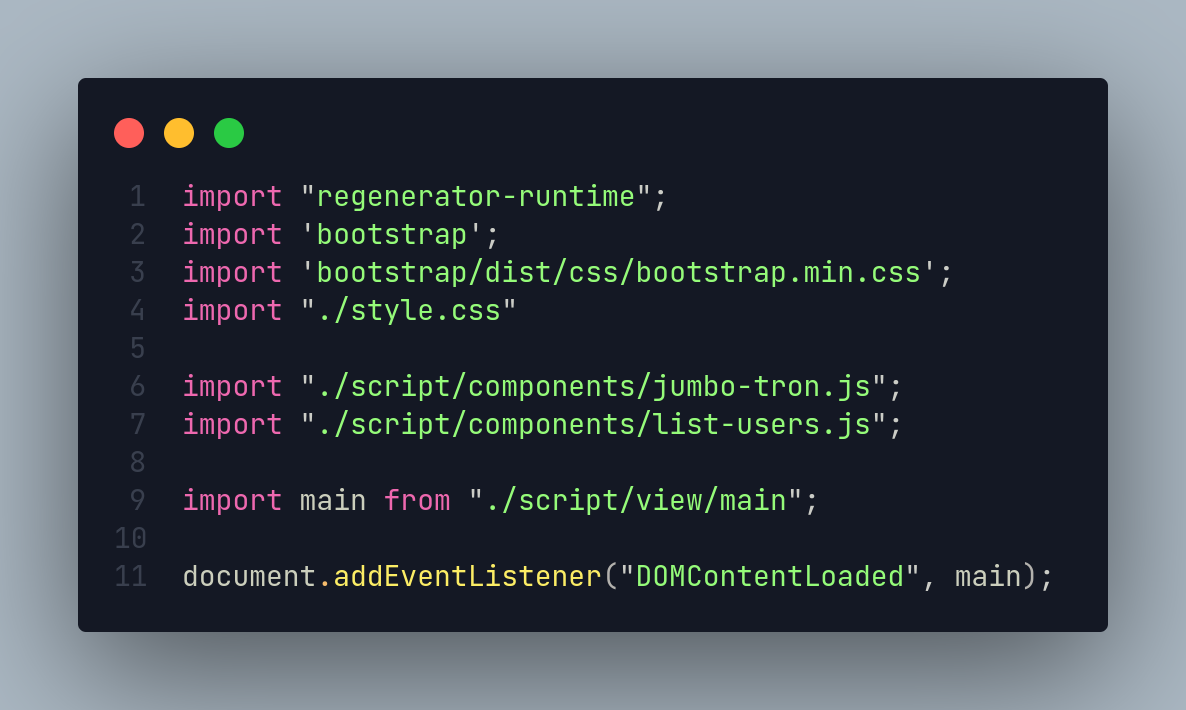 1 import "regenerator-runtime";
2 import 'bootstrap';
3 import 'bootstrap/dist/css/bootstrap.min.css';
4 import "./style.css"
5
6 import "./script/components/jumbo-tron.js";
7 import "./script/components/list-users.js";
8
9 import main from "./script/view/main";
10
11 document.addEventListener("DOMContentLoaded", main);